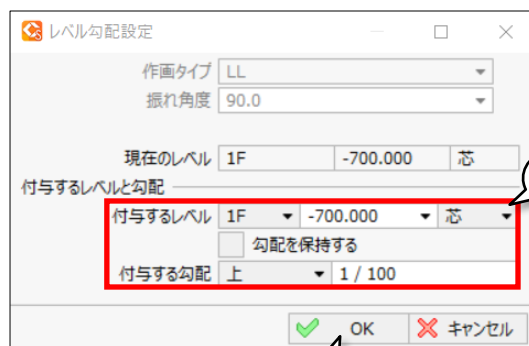 レベル勾配設定
作画タイプ LL
振れ角度 90.0
現在のレベル 1F -700.000 芯
付与するレベルと勾配
付与するレベル 1F -700.000 芯
勾配を保持する
付与する勾配 上 1 / 100
OK キャンセル